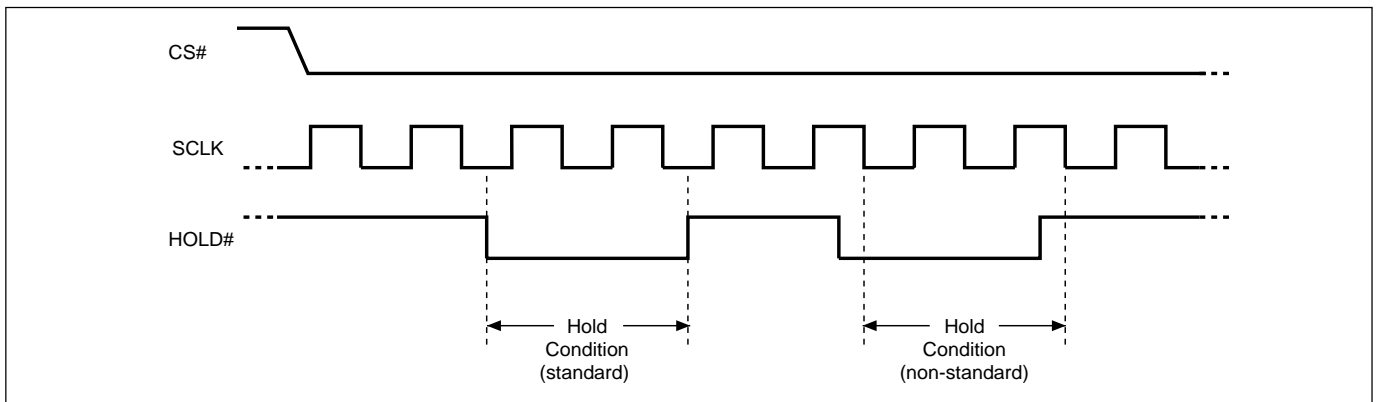 CS#
SCLK
HOLD#
Hold
Condition
(standard)
Hold
Condition
(non-standard)